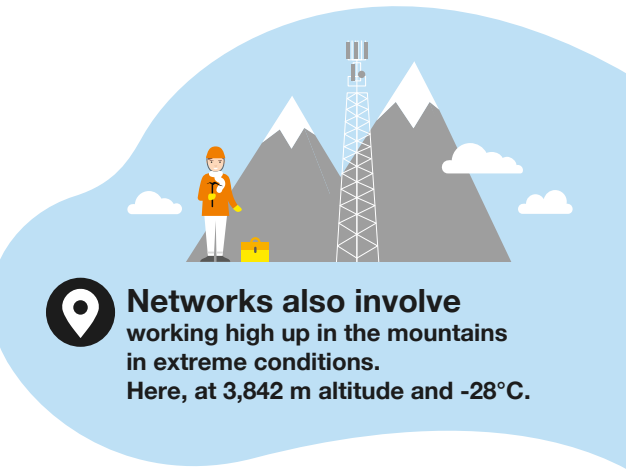 Networks also involve
working high up in the mountains
in extreme conditions.
Here, at 3,842 m altitude and -28°C.